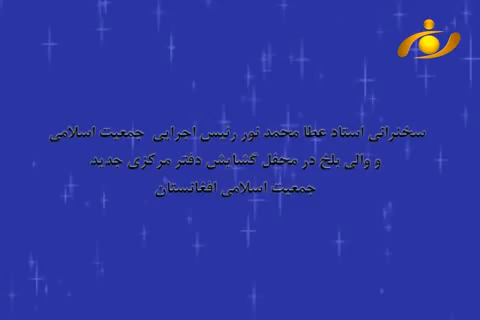 سخنرانی استاد عطا محمد نور رئیس اجرایی جمعیت اسلامی
و والی بلخ در محفل گشایش دفتر مرکزی جدید
جمعیت اسلامی افغانستان